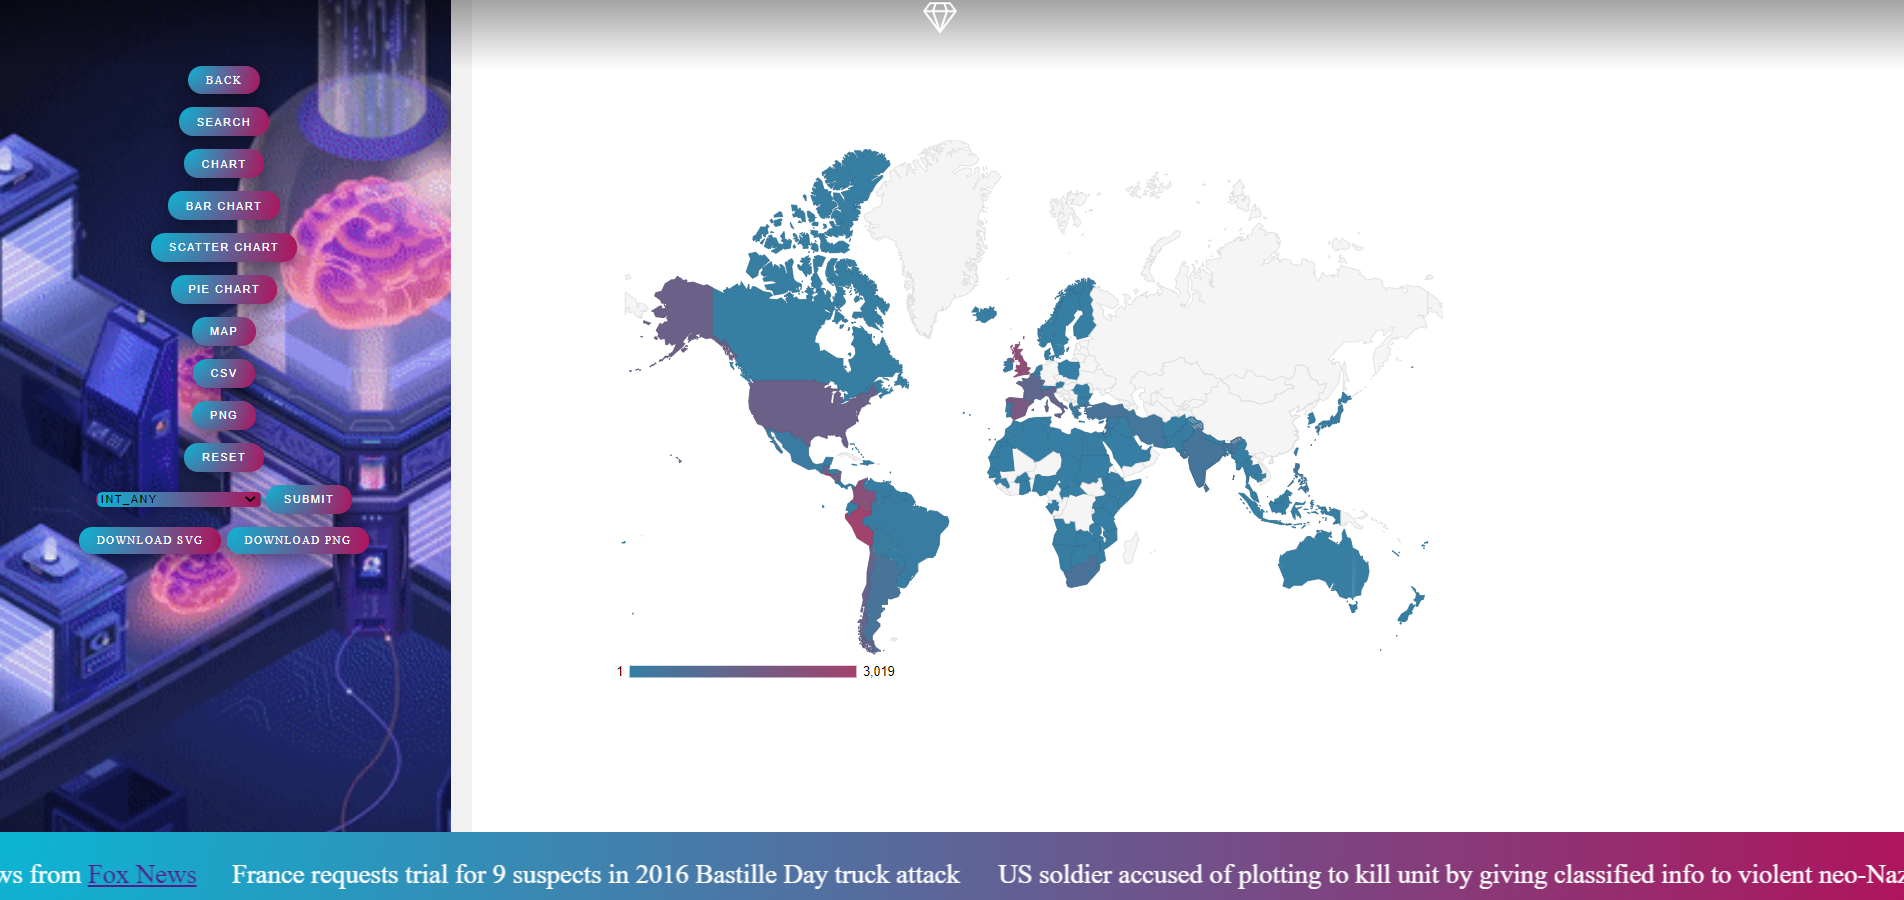 BACK
SEARCH
CHART
BAR CHART
SCATTER CHART
PIE CHART
MAP
CSV
PNG
RESET
INT_ANY
SUBMIT
DOWNLOAD SVG
DOWNLOAD PNG
1
3,019
ws from Fox News France requests trial for 9 suspects in 2016 Bastille Day truck attack US soldier accused of plotting to kill unit by giving classified info to violent neo-Naz